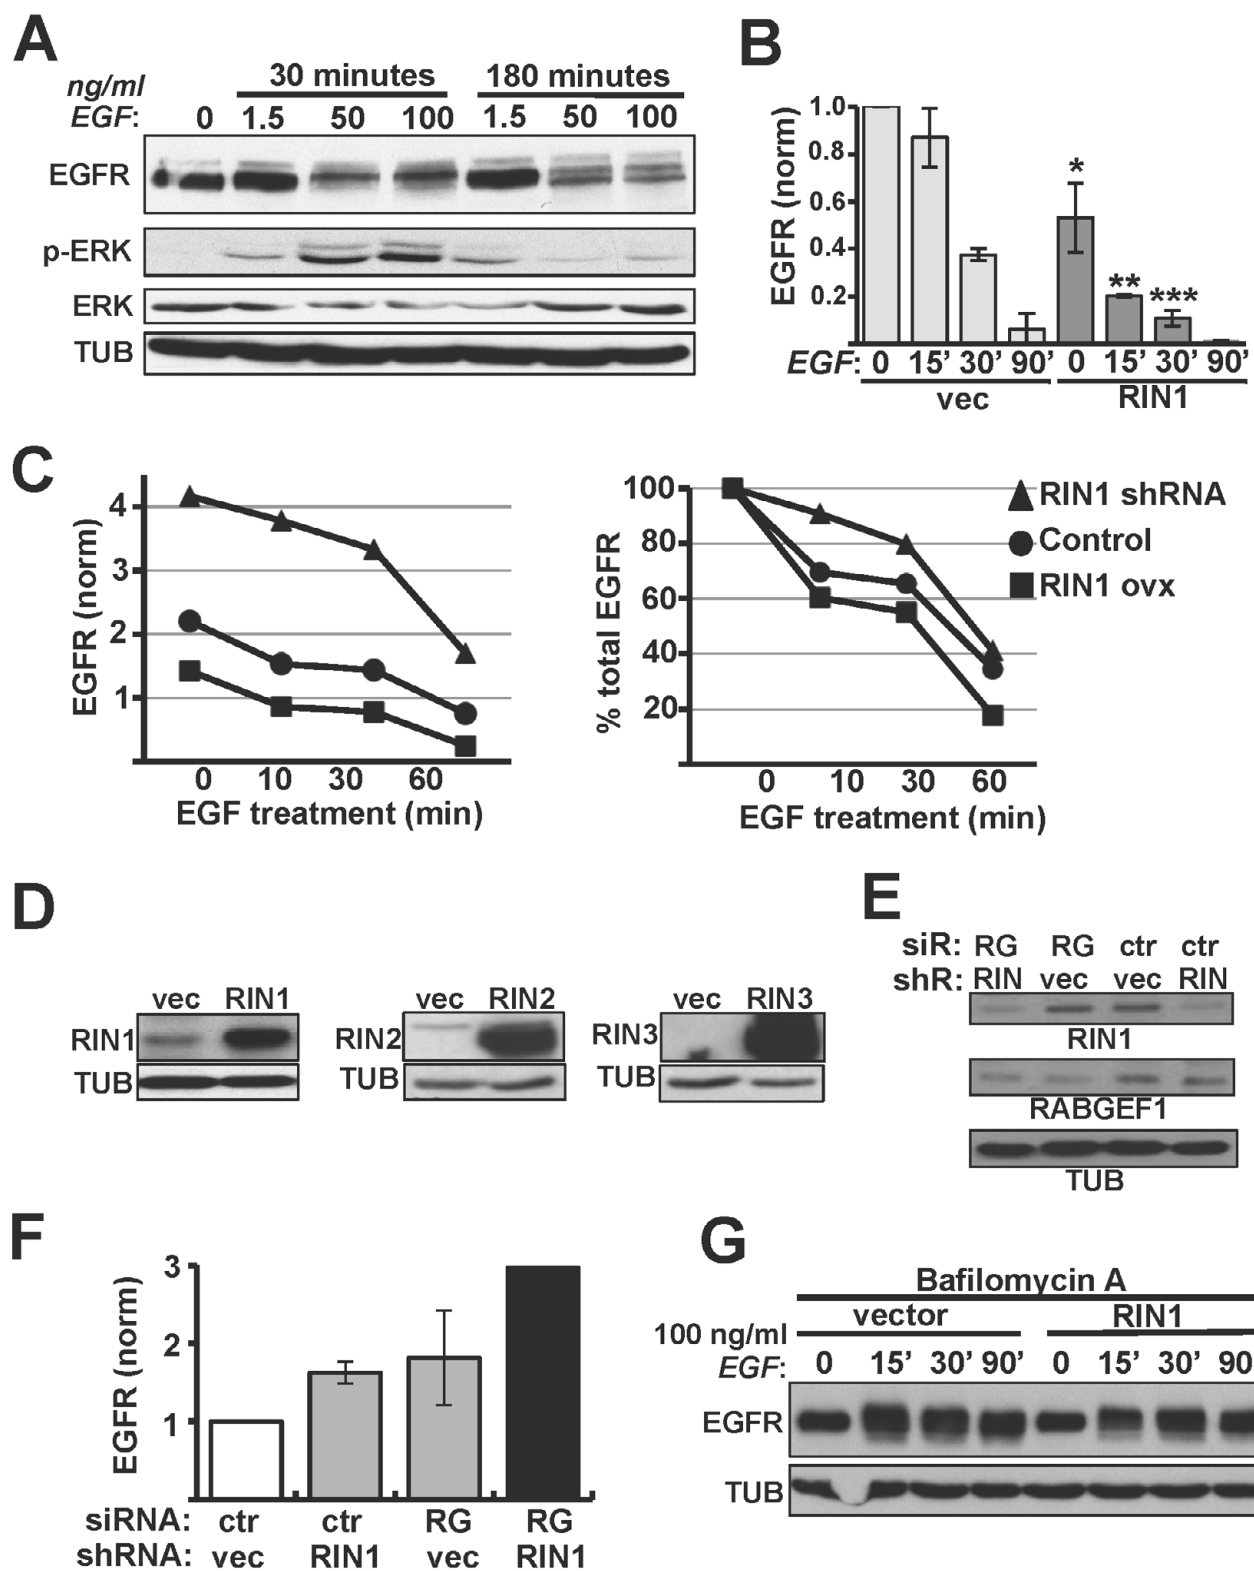 A
ng/ml 30 minutes 180 minutes
EGF: 0 1.5 50 100 1.5 50 100
EGFR
p-ERK
ERK
TUB
B
EGFR (norm)
1.0
0.8
0.6
0.4
0.2
* ** ***
EGF: 0 15’ 30’ 90’ 0 15’ 30’ 90’
vec RIN1
C
EGFR (norm)
4
3
2
1
0 10 30 60
EGF treatment (min)
% total EGFR
100
80
60
40
20
0 10 30 60
EGF treatment (min)
RIN1 shRNA
Control
RIN1 ovx
D
vec RIN1
RIN1
TUB
vec RIN2
RIN2
TUB
vec RIN3
RIN3
TUB
E
siR: RG RG ctr ctr
shR: RIN vec vec RIN
RIN1
RABGEF1
TUB
F
EGFR (norm)
3
2
1
siRNA: ctr ctr RG RG
shRNA: vec RIN1 vec RIN1
G
Bafilomycin A
vector RIN1
100 ng/ml
EGF: 0 15’ 30’ 90’ 0 15’ 30’ 90
EGFR
TUB